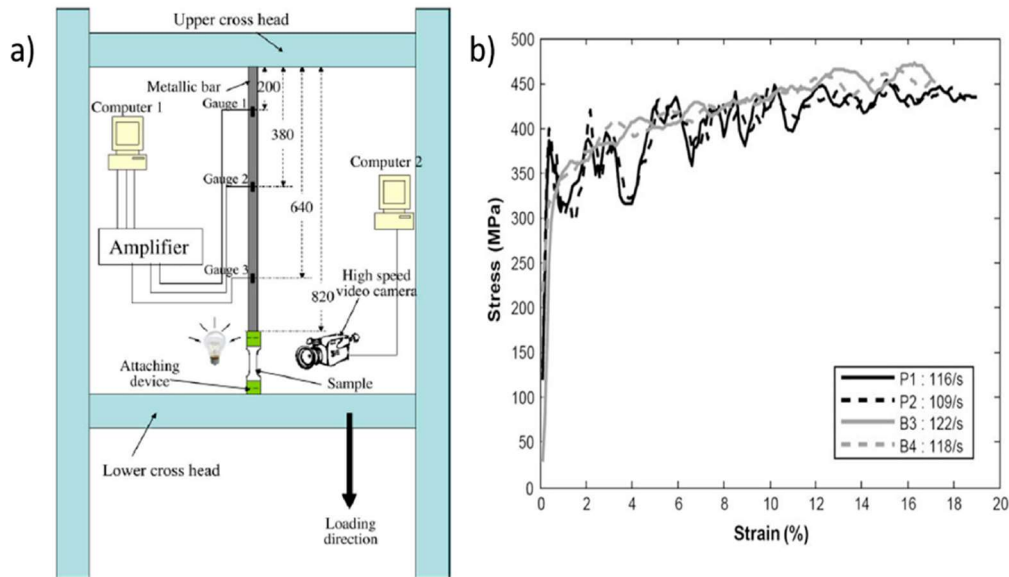 a)
Upper cross head
Metallic bar
200
Gauge 1
Computer 1
380
Computer 2
Gauge 2
640
Amplifier
Gauge 3
High speed
video camera
820
Attaching
device
Sample
Lower cross head
Loading
direction
b)
500
450
400
350
300
250
200
150
100
50
0
Stress (MPa)
P1 : 116/s
P2 : 109/s
B3 : 122/s
B4 : 118/s
0 2 4 6 8 10 12 14 16 18 20
Strain (%)